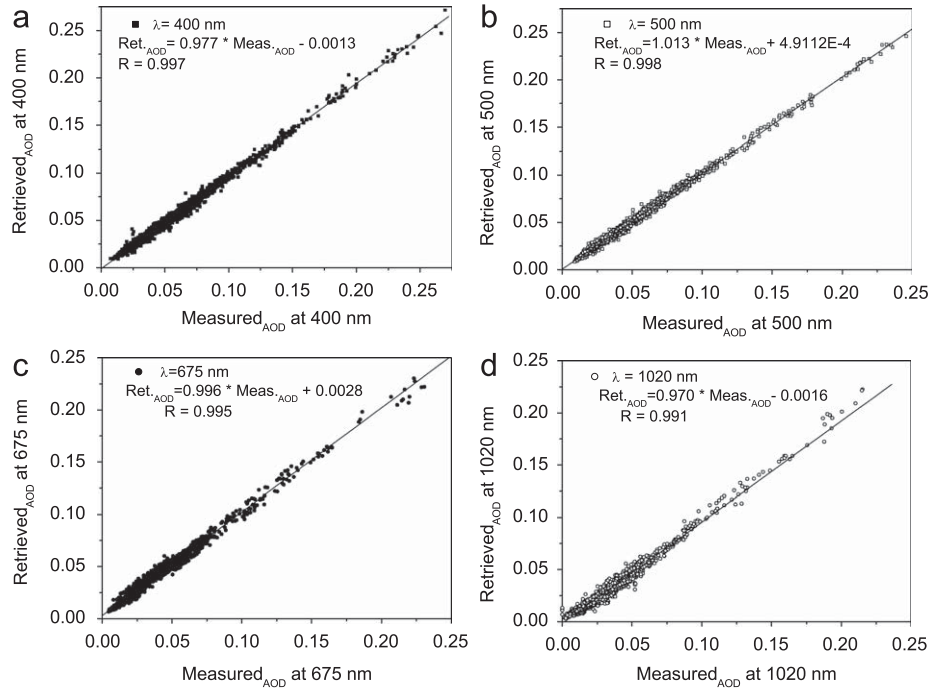 a
λ= 400 nm
Ret.AOD= 0.977 * Meas.AOD - 0.0013
R = 0.997
0.25
0.20
0.15
0.10
0.05
0.00
0.00 0.05 0.10 0.15 0.20 0.25
RetrievedAOD at 400 nm
MeasuredAOD at 400 nm
b
λ= 500 nm
Ret.AOD=1.013 * Meas.AOD+ 4.9112E-4
R = 0.998
0.25
0.20
0.15
0.10
0.05
0.00
0.00 0.05 0.10 0.15 0.20 0.25
RetrievedAOD at 500 nm
MeasuredAOD at 500 nm
c
λ=675 nm
Ret.AOD=0.996 * Meas.AOD + 0.0028
R = 0.995
0.25
0.20
0.15
0.10
0.05
0.00
0.00 0.05 0.10 0.15 0.20 0.25
RetrievedAOD at 675 nm
MeasuredAOD at 675 nm
d
λ = 1020 nm
Ret.AOD=0.970 * Meas.AOD- 0.0016
R = 0.991
0.25
0.20
0.15
0.10
0.05
0.00
0.00 0.05 0.10 0.15 0.20 0.25
RetrievedAOD at 1020 nm
MeasuredAOD at 1020 nm